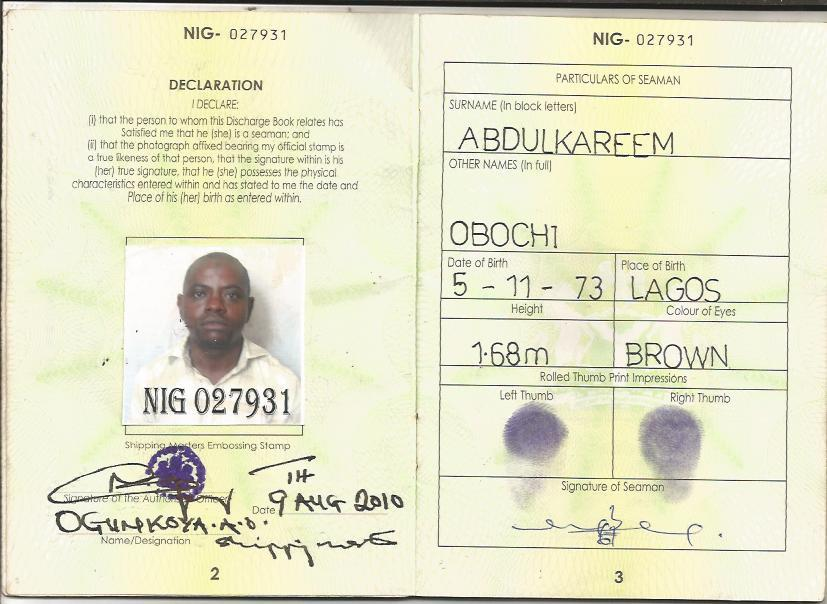 NIG- 027931
DECLARATION
I DECLARE:
(i) that the person to whom this Discharge Book relates has
Satisfied me that he (she) is a seaman; and
(ii) that the photograph affixed bearing my official stamp is
a true likeness of that person, that the signature within is his
(her) true signature, that he (she) possesses the physical
characteristics entered within and has stated to me the date and
Place of his (her) birth as entered within.
NIG 027931
Shipping Masters Embossing Stamp
Signature of the Officer
Date 9TH AUG 2010
OGUNKOYA. A.O.
Name/Designation
2
NIG- 027931
PARTICULARS OF SEAMAN
SURNAME (In block letters)
ABDULKAREEM
OTHER NAMES (In full)
OBOCHI
Date of Birth Place of Birth
5 - 11 - 73 LAGOS
Height Colour of Eyes
1.68m BROWN
Rolled Thumb Print Impressions
Left Thumb Right Thumb
Signature of Seaman
3